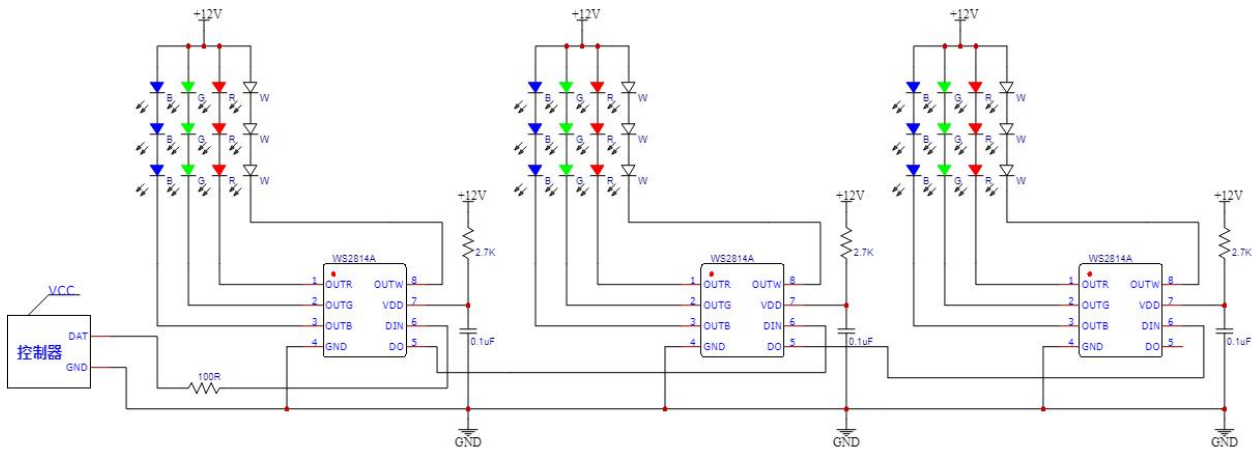 +12V +12V +12V
B G R W B G R W B G R W
B G R W B G R W B G R W
B G R W B G R W B G R W
+12V +12V +12V
2.7K 2.7K 2.7K
WS2814A WS2814A WS2814A
1 OUTR OUTW 8 1 OUTR OUTW 8 1 OUTR OUTW 8
VCC
2 OUTG VDD 7 2 OUTG VDD 7 2 OUTG VDD 7
3 OUTB DIN 6 3 OUTB DIN 6 3 OUTB DIN 6
DAT
0.1uF 0.1uF 0.1uF
4 GND DO 5 4 GND DO 5 4 GND DO 5
控制器
GND
100R
GND GND GND